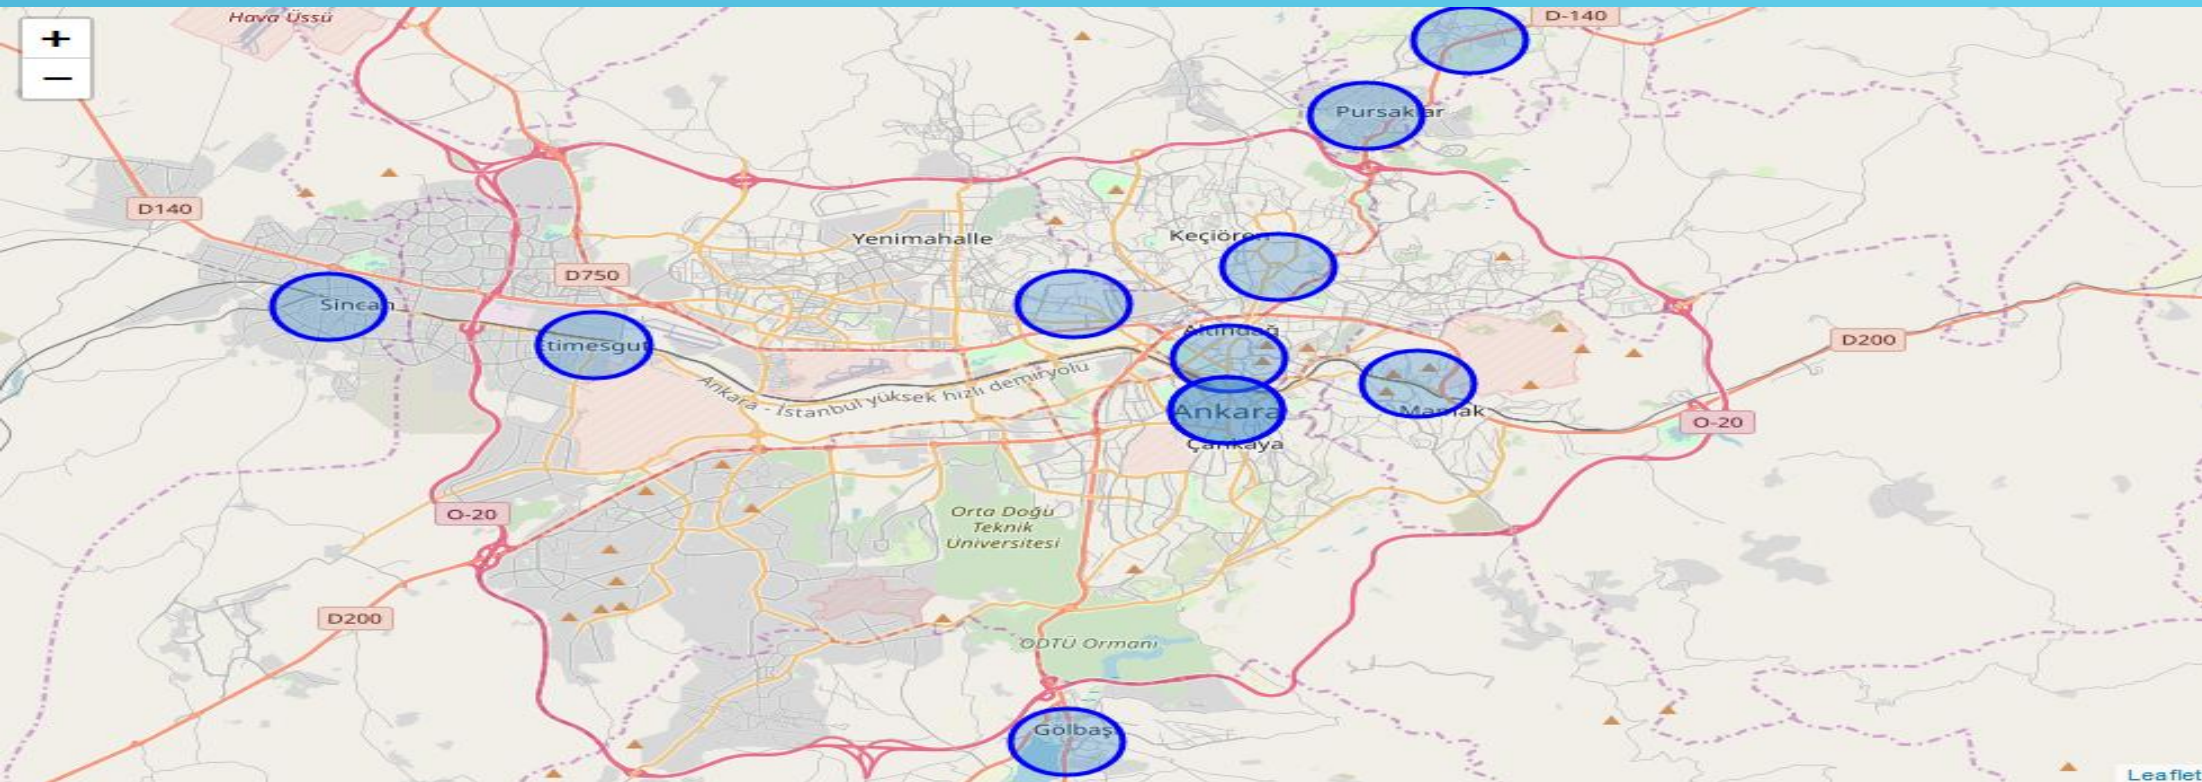 Hava Üssü
D-140
+
−
Pursaklar
D140
Yenimahalle
Keçiören
D750
Sincan
Altındağ
Etimesgut
D200
Ankara - İstanbul yüksek hızlı demiryolu
Ankara
Mamak
O-20
Çankaya
O-20
Orta Doğu
Teknik
Üniversitesi
D200
ODTÜ Ormanı
Gölbaşı
Leaflet